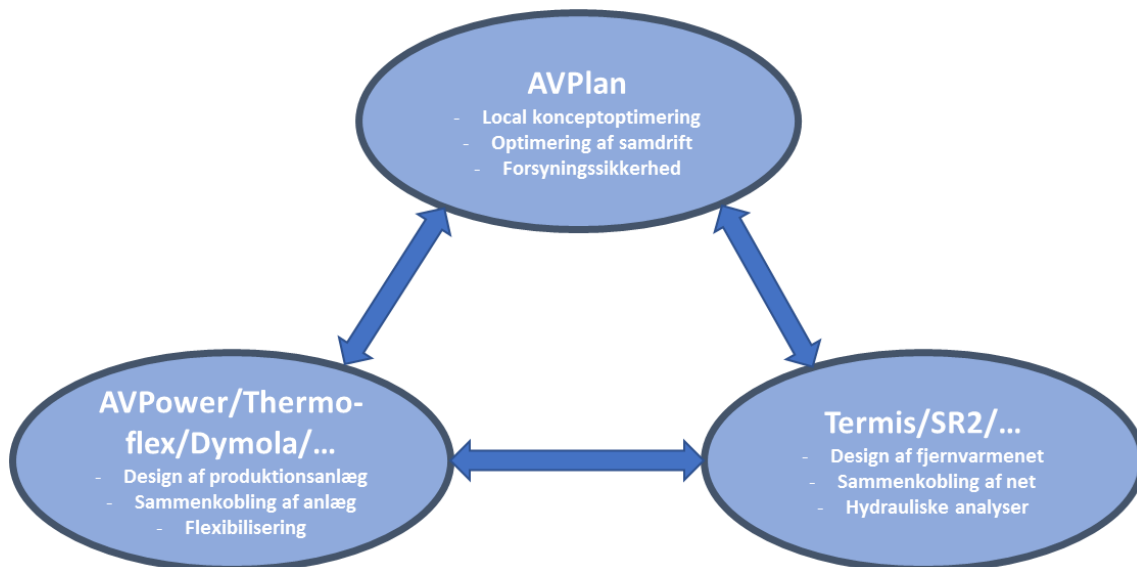 AVPlan
- Local konceptoptimering
- Optimering af samdrift
- Forsyningssikkerhed
AVPower/Thermo-
flex/Dymola/...
- Design af produktionsanlæg
- Sammenkobling af anlæg
- Flexibilisering
Termis/SR2/...
- Design af fjernvarmenet
- Sammenkobling af net
- Hydrauliske analyser